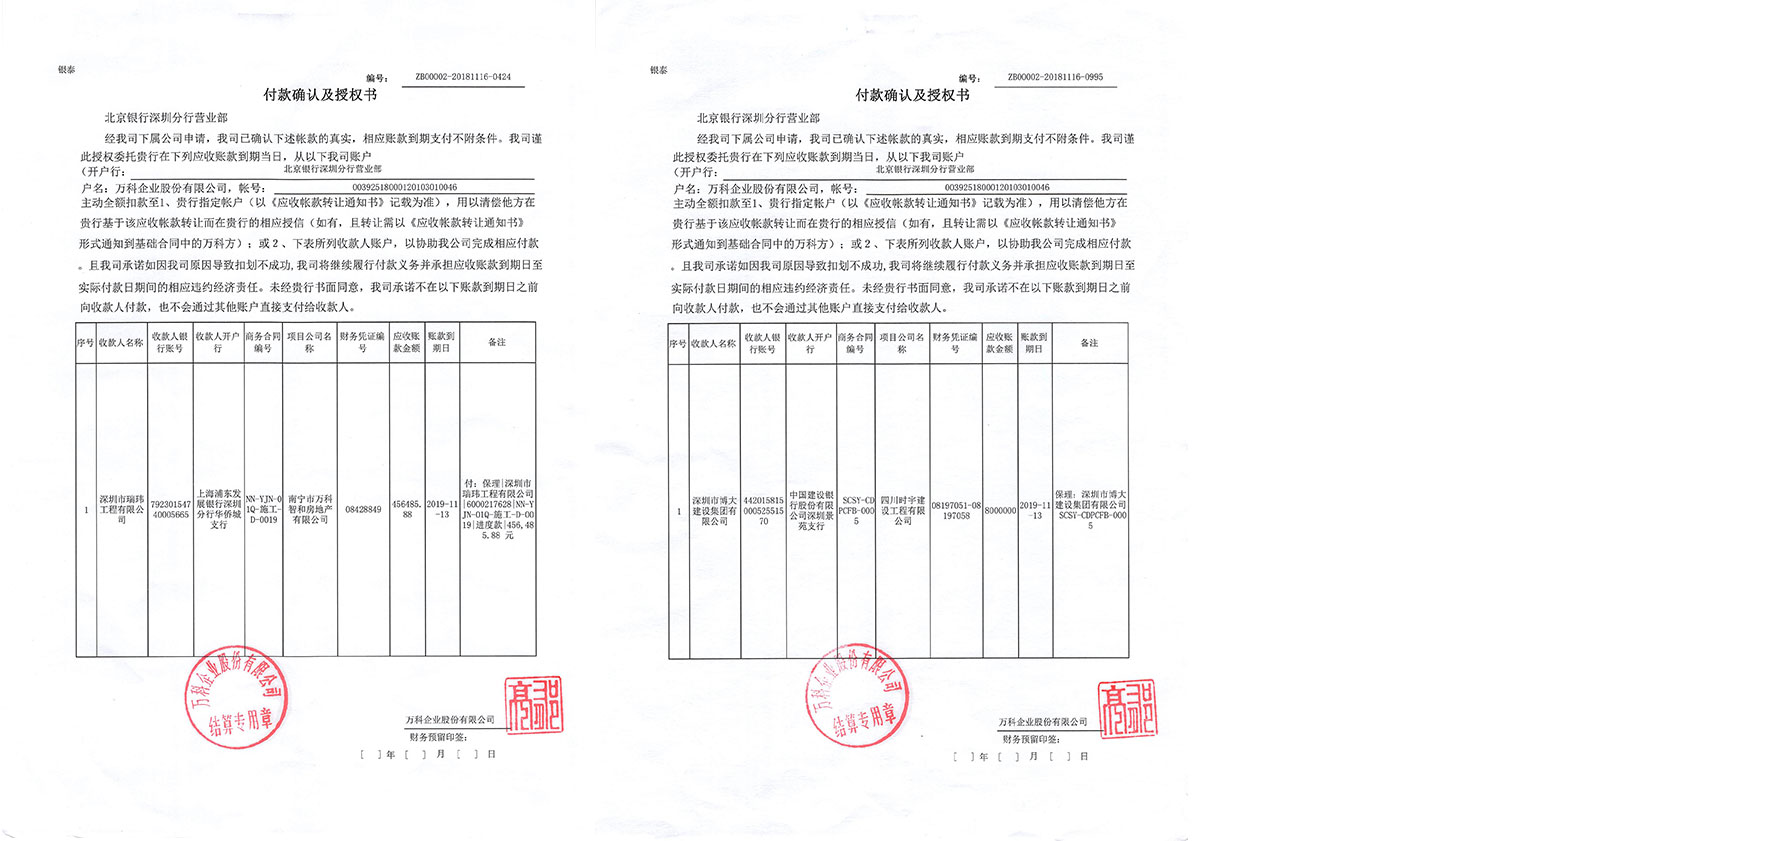 银泰
编号: ZB00002-20181116-0424
付款确认及授权书
北京银行深圳分行营业部
经我司下属公司申请，我司已确认下述帐款的真实，相应账款到期支付不附条件。我司谨
此授权委托贵行在下列应收账款到期当日，从以下我司账户
(开户行: 北京银行深圳分行营业部
户名: 万科企业股份有限公司，帐号: 00392518000120103010046
主动全额扣款至1、贵行指定帐户（以《应收帐款转让通知书》记载为准），用以清偿他方在
贵行基于该应收帐款转让而在贵行的相应授信（如有，且转让需以《应收帐款转让通知书》
形式通知到基础合同中的万科方）；或2、下表所列收款人账户，以协助我公司完成相应付款
。且我司承诺如因我司原因导致扣划不成功,我司将继续履行付款义务并承担应收账款到期日至
实际付款日期间的相应违约经济责任。未经贵行书面同意，我司承诺不在以下账款到期日之前
向收款人付款，也不会通过其他账户直接支付给收款人。
序号 收款人名称 收款人银行账号 收款人开户行 商务合同编号 项目公司名称 财务凭证编号 应收账款金额 账款到期日 备注
1 深圳市瑞玮工程有限公司 79230154740005665 上海浦东发展银行深圳分行华侨城支行 NN-YJN-01Q-施工-D-0019 南宁市万科智和房地产有限公司 08428849 456485.88 2019-11-13 付: 保理|深圳市瑞玮工程有限公司|6000217628|NN-YJN-01Q-施工-D-0019|进度款|456,485.88 元
万科企业股份有限公司
结算专用章
万科企业股份有限公司
财务预留印签:
[ ]年 [ ]月 [ ]日
银泰
编号: ZB00002-20181116-0995
付款确认及授权书
北京银行深圳分行营业部
经我司下属公司申请，我司已确认下述帐款的真实，相应账款到期支付不附条件。我司谨
此授权委托贵行在下列应收账款到期当日，从以下我司账户
(开户行: 北京银行深圳分行营业部
户名: 万科企业股份有限公司，帐号: 00392518000120103010046
主动全额扣款至1、贵行指定帐户（以《应收帐款转让通知书》记载为准），用以清偿他方在
贵行基于该应收帐款转让而在贵行的相应授信（如有，且转让需以《应收帐款转让通知书》
形式通知到基础合同中的万科方）；或2、下表所列收款人账户，以协助我公司完成相应付款
。且我司承诺如因我司原因导致扣划不成功,我司将继续履行付款义务并承担应收账款到期日至
实际付款日期间的相应违约经济责任。未经贵行书面同意，我司承诺不在以下账款到期日之前
向收款人付款，也不会通过其他账户直接支付给收款人。
序号 收款人名称 收款人银行账号 收款人开户行 商务合同编号 项目公司名称 财务凭证编号 应收账款金额 账款到期日 备注
1 深圳市博大建设集团有限公司 44201581500052551570 中国建设银行股份有限公司深圳景苑支行 SCSY-CDPCFB-0005 四川时宇建设工程有限公司 08197051-08197058 8000000 2019-11-13 保理: 深圳市博大建设集团有限公司SCSY-CDPCFB-0005
万科企业股份有限公司
结算专用章
万科企业股份有限公司
财务预留印签:
[ ]年 [ ]月 [ ]日